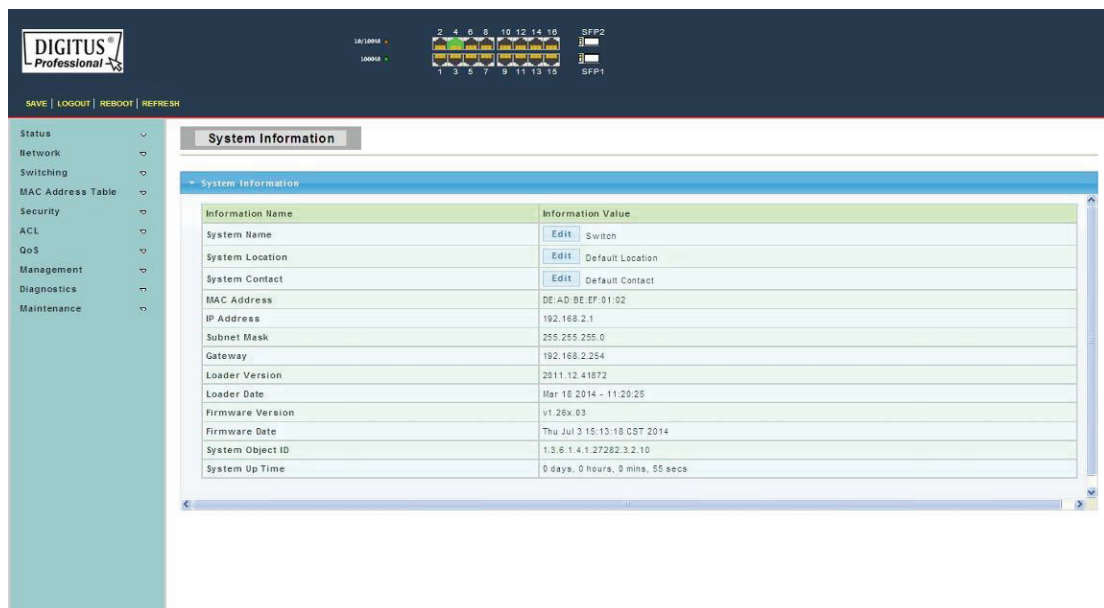 DIGITUS®
Professional
10/100M
1000M
2 4 6 8 10 12 14 16 SFP2
1 3 5 7 9 11 13 15 SFP1
SAVE | LOGOUT | REBOOT | REFRESH
Status
Network
Switching
MAC Address Table
Security
ACL
QoS
Management
Diagnostics
Maintenance
System Information
System Information
Information Name Information Value
System Name Edit Switch
System Location Edit Default Location
System Contact Edit Default Contact
MAC Address DE:AD:BE:EF:01:02
IP Address 192.168.2.1
Subnet Mask 255.255.255.0
Gateway 192.168.2.254
Loader Version 2011.12.41872
Loader Date Mar 18 2014 - 11:20:25
Firmware Version v1.26x.03
Firmware Date Thu Jul 3 15:13:18 CST 2014
System Object ID 1.3.6.1.4.1.27282.3.2.10
System Up Time 0 days, 0 hours, 0 mins, 55 secs